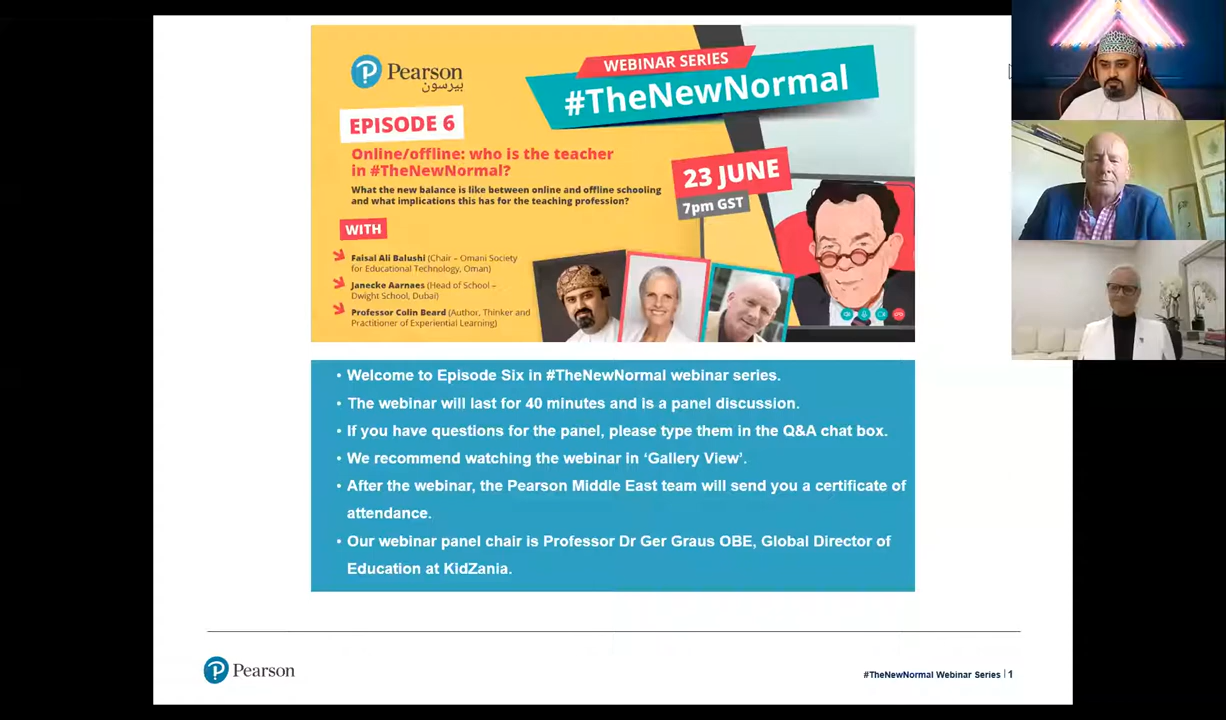 Pearson
بيرسون
WEBINAR SERIES
#TheNewNormal
EPISODE 6
Online/offline: who is the teacher
in #TheNewNormal?
What the new balance is like between online and offline schooling
and what implications this has for the teaching profession?
23 JUNE
7pm GST
WITH
Faisal Ali Balushi (Chair – Omani Society
for Educational Technology, Oman)
Janecke Aarnaes (Head of School –
Dwight School, Dubai)
Professor Colin Beard (Author, Thinker and
Practitioner of Experiential Learning)
• Welcome to Episode Six in #TheNewNormal webinar series.
• The webinar will last for 40 minutes and is a panel discussion.
• If you have questions for the panel, please type them in the Q&A chat box.
• We recommend watching the webinar in ‘Gallery View’.
• After the webinar, the Pearson Middle East team will send you a certificate of
attendance.
• Our webinar panel chair is Professor Dr Ger Graus OBE, Global Director of
Education at KidZania.
Pearson
#TheNewNormal Webinar Series | 1